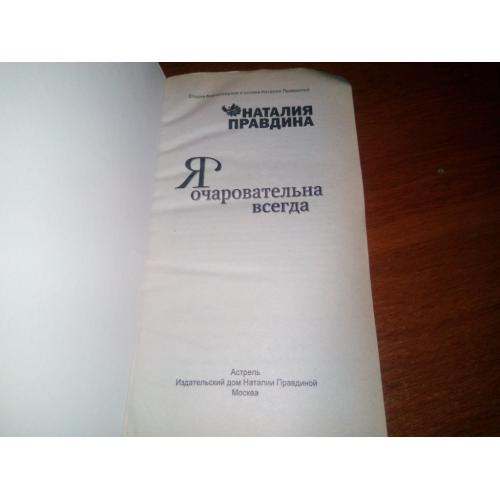 НАТАЛИЯ
ПРАВДИНА
Я
очаровательна
всегда
Астрель
Издательский дом Наталии Правдиной
Москва